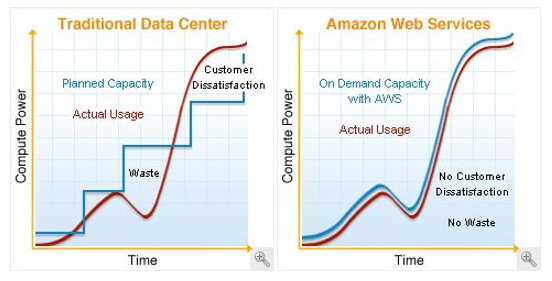 Traditional Data Center
Planned Capacity
Actual Usage
Customer
Dissatisfaction
Waste
Compute Power
Time
Amazon Web Services
On Demand Capacity
with AWS
Actual Usage
No Customer
Dissatisfaction
No Waste
Compute Power
Time